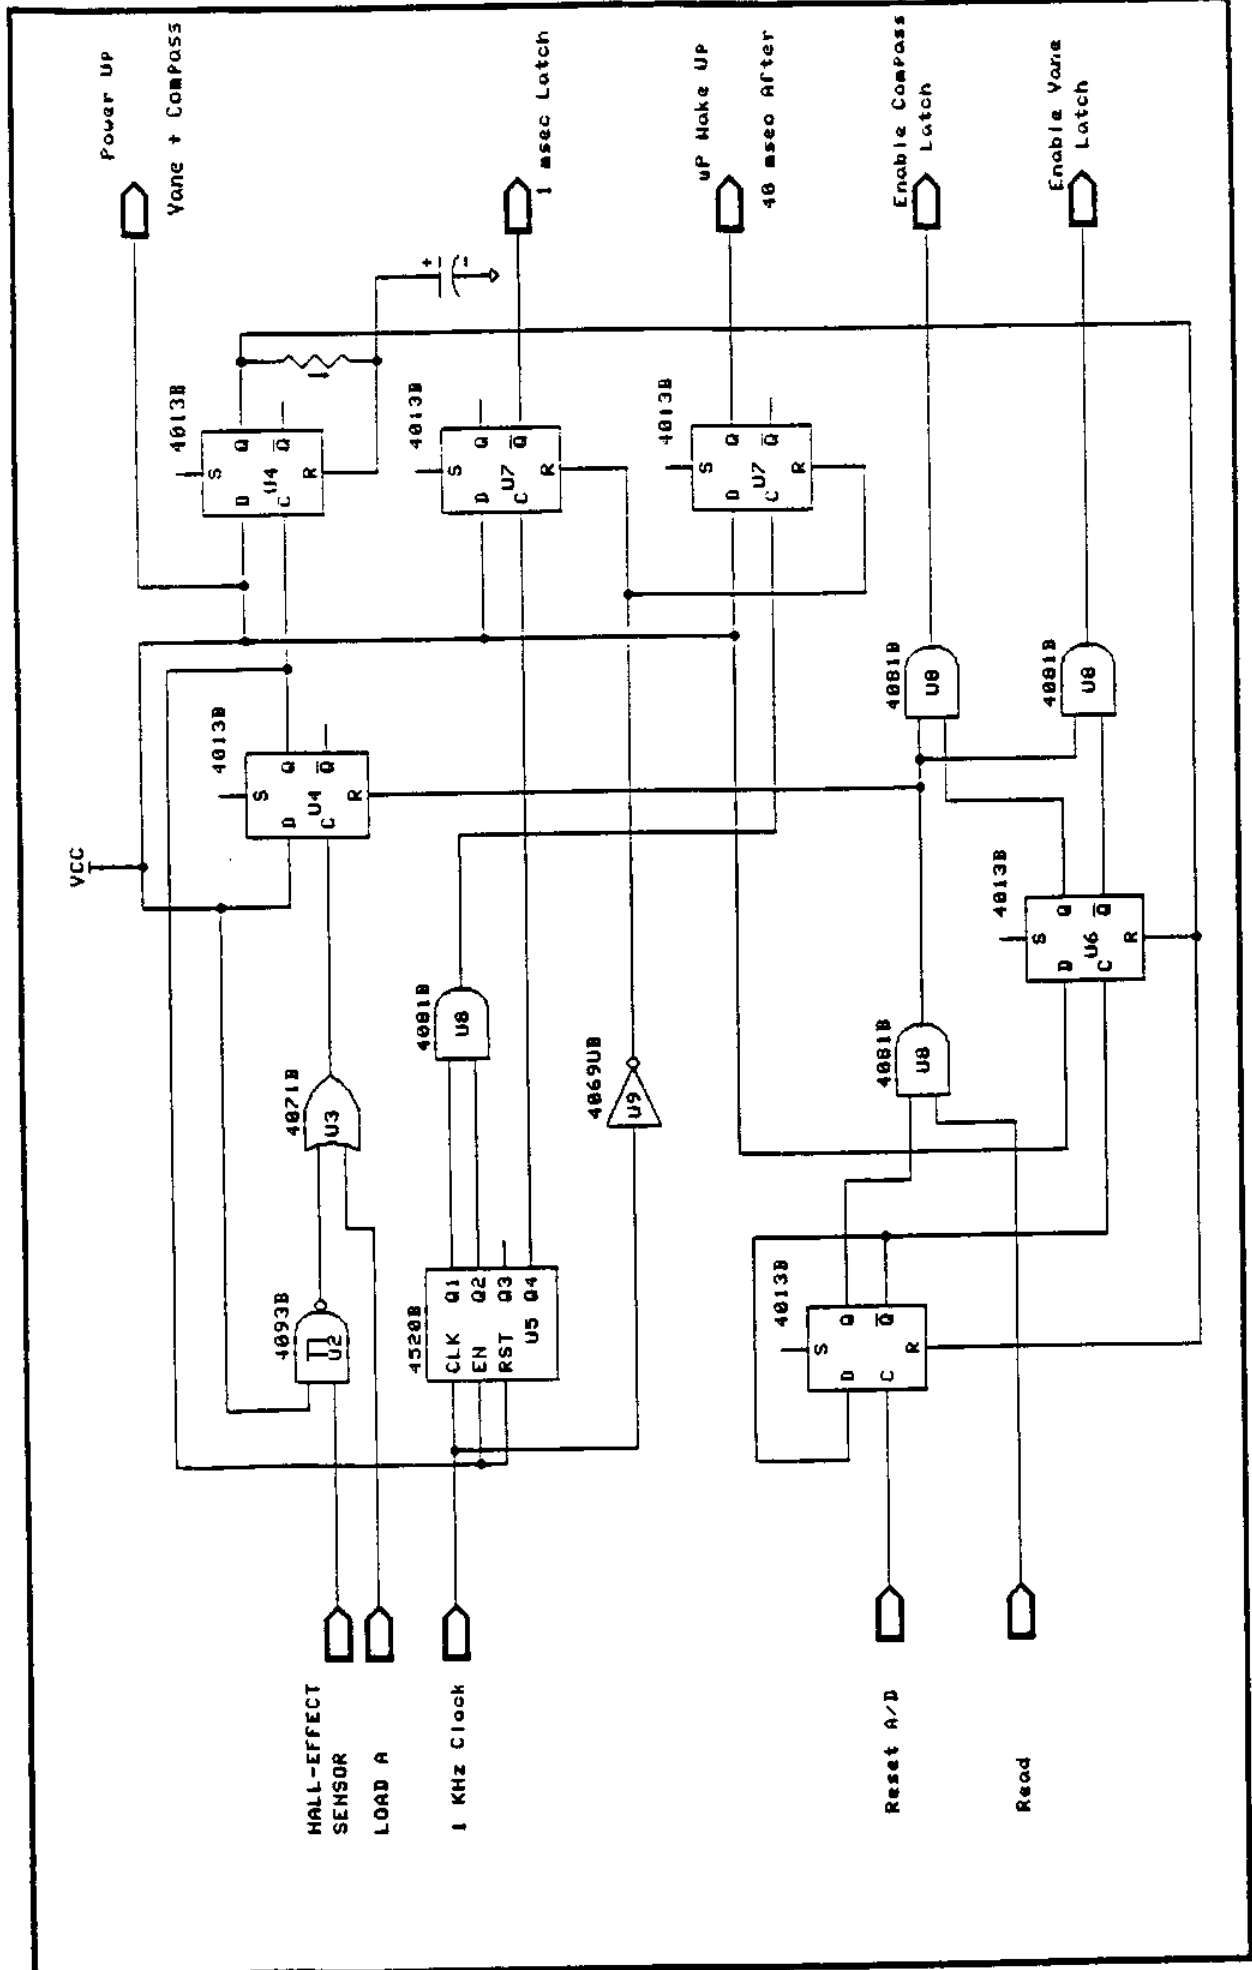 Power Up
Vane + Compass
1 msec Latch
uP Wake Up
40 mseo After
Enable Compass
Latch
Enable Vane
Latch
+
-
4013B
S
D Q
U4
C Q
R
4013B
S
D Q
U7
C Q
R
4013B
S
D Q
U7
C Q
R
VCC
4013B
S
D Q
U4
C Q
R
4081B
U8
4081B
U8
4013B
S
D Q
U6
C Q
R
4071B
U3
4081B
U8
4069UB
U9
4081B
U8
4093B
U2
4520B
CLK Q1
EN Q2
RST Q3
U5 Q4
4013B
S
D Q
C Q
R
HALL-EFFECT
SENSOR
LOAD A
1 KHz Clock
Reset A/D
Read